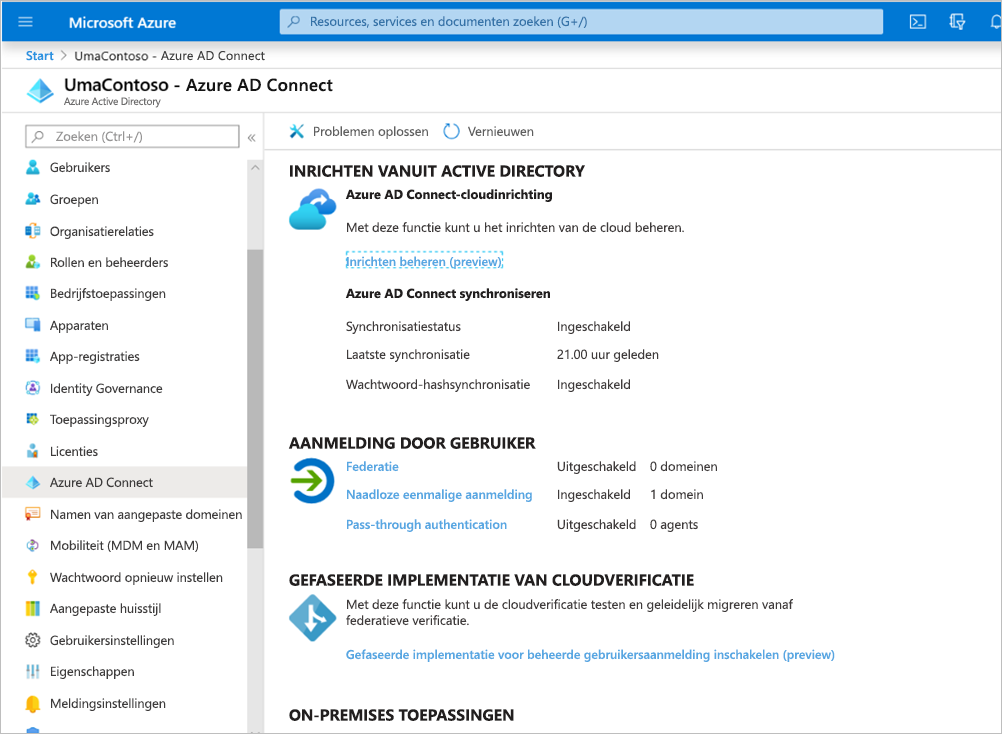 Microsoft Azure
Resources, services en documenten zoeken (G+/)
Start > UmaContoso - Azure AD Connect
UmaContoso - Azure AD Connect
Azure Active Directory
Zoeken (Ctrl+/)
«
Gebruikers
Groepen
Organisatierelaties
Rollen en beheerders
Bedrijfstoepassingen
Apparaten
App-registraties
Identity Governance
Toepassingsproxy
Licenties
Azure AD Connect
Namen van aangepaste domeinen
Mobiliteit (MDM en MAM)
Wachtwoord opnieuw instellen
Aangepaste huisstijl
Gebruikersinstellingen
Eigenschappen
Meldingsinstellingen
Problemen oplossen Vernieuwen
INRICHTEN VANUIT ACTIVE DIRECTORY
Azure AD Connect-cloudinrichting
Met deze functie kunt u het inrichten van de cloud beheren.
Inrichten beheren (preview)
Azure AD Connect synchroniseren
Synchronisatiestatus Ingeschakeld
Laatste synchronisatie 21.00 uur geleden
Wachtwoord-hashsynchronisatie Ingeschakeld
AANMELDING DOOR GEBRUIKER
Federatie Uitgeschakeld 0 domeinen
Naadloze eenmalige aanmelding Ingeschakeld 1 domein
Pass-through authentication Uitgeschakeld 0 agents
GEFASEERDE IMPLEMENTATIE VAN CLOUDVERIFICATIE
Met deze functie kunt u de cloudverificatie testen en geleidelijk migreren vanaf
federatieve verificatie.
Gefaseerde implementatie voor beheerde gebruikersaanmelding inschakelen (preview)
ON-PREMISES TOEPASSINGEN